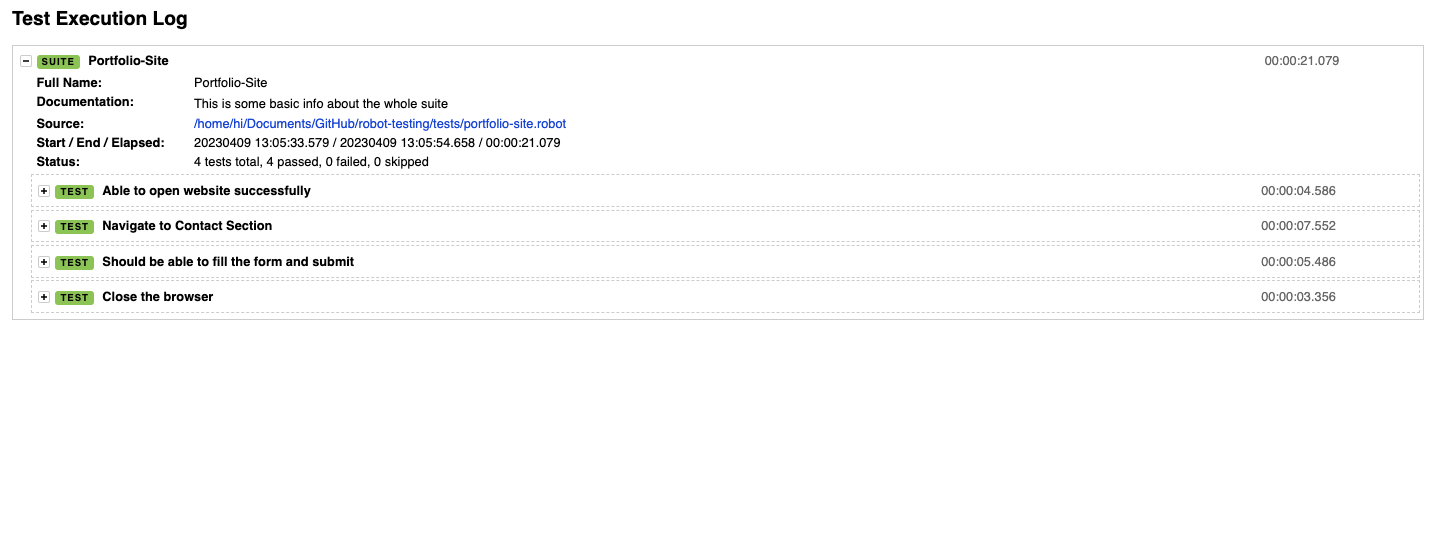 Test Execution Log
SUITE Portfolio-Site 00:00:21.079
Full Name: Portfolio-Site
Documentation: This is some basic info about the whole suite
Source: /home/hi/Documents/GitHub/robot-testing/tests/portfolio-site.robot
Start / End / Elapsed: 20230409 13:05:33.579 / 20230409 13:05:54.658 / 00:00:21.079
Status: 4 tests total, 4 passed, 0 failed, 0 skipped
TEST Able to open website successfully 00:00:04.586
TEST Navigate to Contact Section 00:00:07.552
TEST Should be able to fill the form and submit 00:00:05.486
TEST Close the browser 00:00:03.356